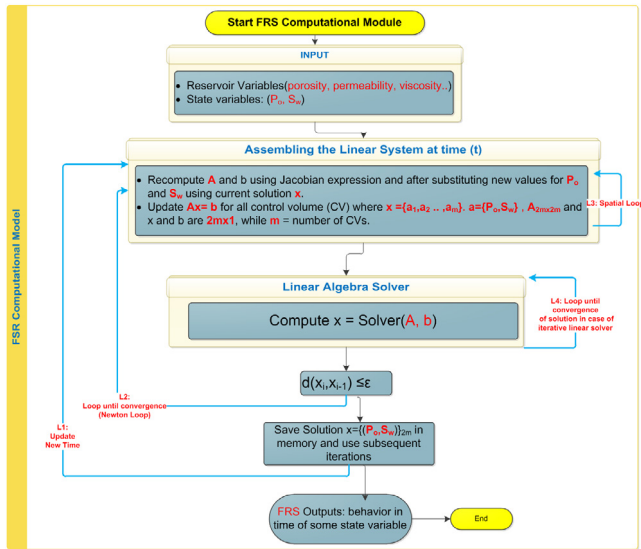 Start FRS Computational Module
INPUT
• Reservoir Variables(porosity, permeability, viscosity..)
• State variables: (Po, Sw)
Assembling the Linear System at time (t)
• Recompute A and b using Jacobian expression and after substituting new values for Po
and Sw using current solution x.
• Update Ax= b for all control volume (CV) where x ={a1,a2 .. ,am}. a={Po,Sw} , A2mx2m and
x and b are 2mx1, while m = number of CVs.
L3: Spatial Loop
Linear Algebra Solver
Compute x = Solver(A, b)
L4: Loop until
convergence
of solution in case of
iterative linear solver
d(xi,xi-1) ≤ε
L2:
Loop until convergence
(Newton Loop)
L1:
Update
New Time
Save Solution x={(Po,Sw)}2m in
memory and use subsequent
iterations
FRS Outputs: behavior in
time of some state variable
End
FSR Computational Model